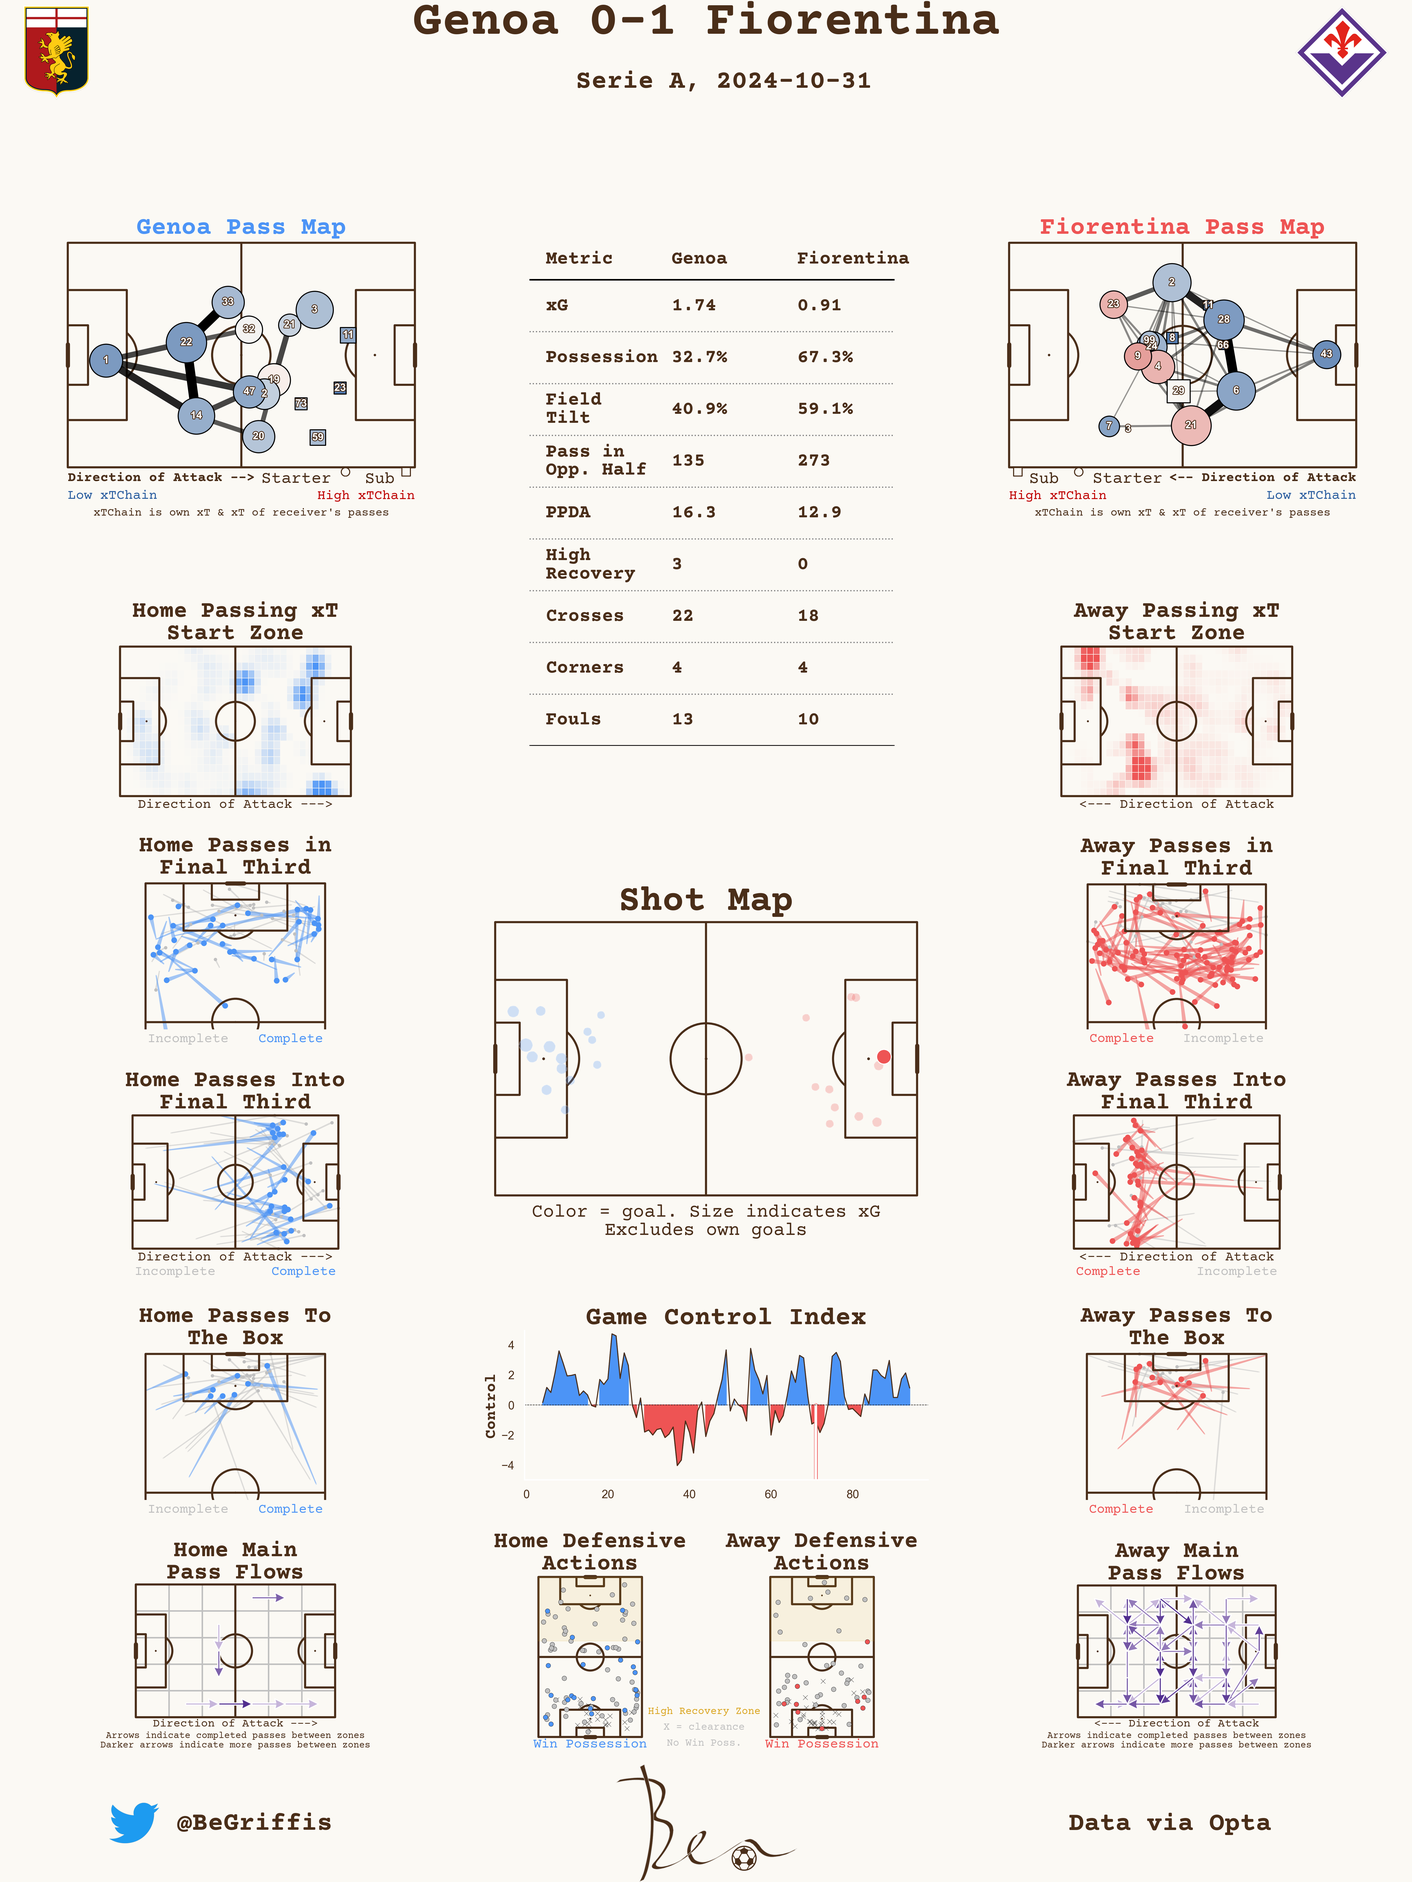 Genoa 0-1 Fiorentina
Serie A, 2024-10-31
Genoa Pass Map
33
3
32
21
11
22
1
19
23
47
2
73
14
20
59
Direction of Attack --> Starter Sub
Low xTChain High xTChain
xTChain is own xT & xT of receiver's passes
Metric Genoa Fiorentina
xG 1.74 0.91
Possession 32.7% 67.3%
Field
Tilt 40.9% 59.1%
Pass in
Opp. Half 135 273
PPDA 16.3 12.9
High
Recovery 3 0
Crosses 22 18
Corners 4 4
Fouls 13 10
Fiorentina Pass Map
2
23
11
28
99
8
24
66
9
43
4
29
6
7
3
21
Sub Starter <-- Direction of Attack
High xTChain Low xTChain
xTChain is own xT & xT of receiver's passes
Home Passing xT
Start Zone
Direction of Attack --->
Away Passing xT
Start Zone
<--- Direction of Attack
Home Passes in
Final Third
Incomplete Complete
Away Passes in
Final Third
Complete Incomplete
Shot Map
Color = goal. Size indicates xG
Excludes own goals
Home Passes Into
Final Third
Direction of Attack --->
Incomplete Complete
Away Passes Into
Final Third
<--- Direction of Attack
Complete Incomplete
Home Passes To
The Box
Incomplete Complete
Game Control Index
Control
4
2
0
−2
−4
0 20 40 60 80
Away Passes To
The Box
Complete Incomplete
Home Main
Pass Flows
Direction of Attack --->
Arrows indicate completed passes between zones
Darker arrows indicate more passes between zones
Home Defensive
Actions
Win Possession
Away Defensive
Actions
Win Possession
High Recovery Zone
X = clearance
No Win Poss.
Away Main
Pass Flows
<--- Direction of Attack
Arrows indicate completed passes between zones
Darker arrows indicate more passes between zones
@BeGriffis
Ben
Data via Opta